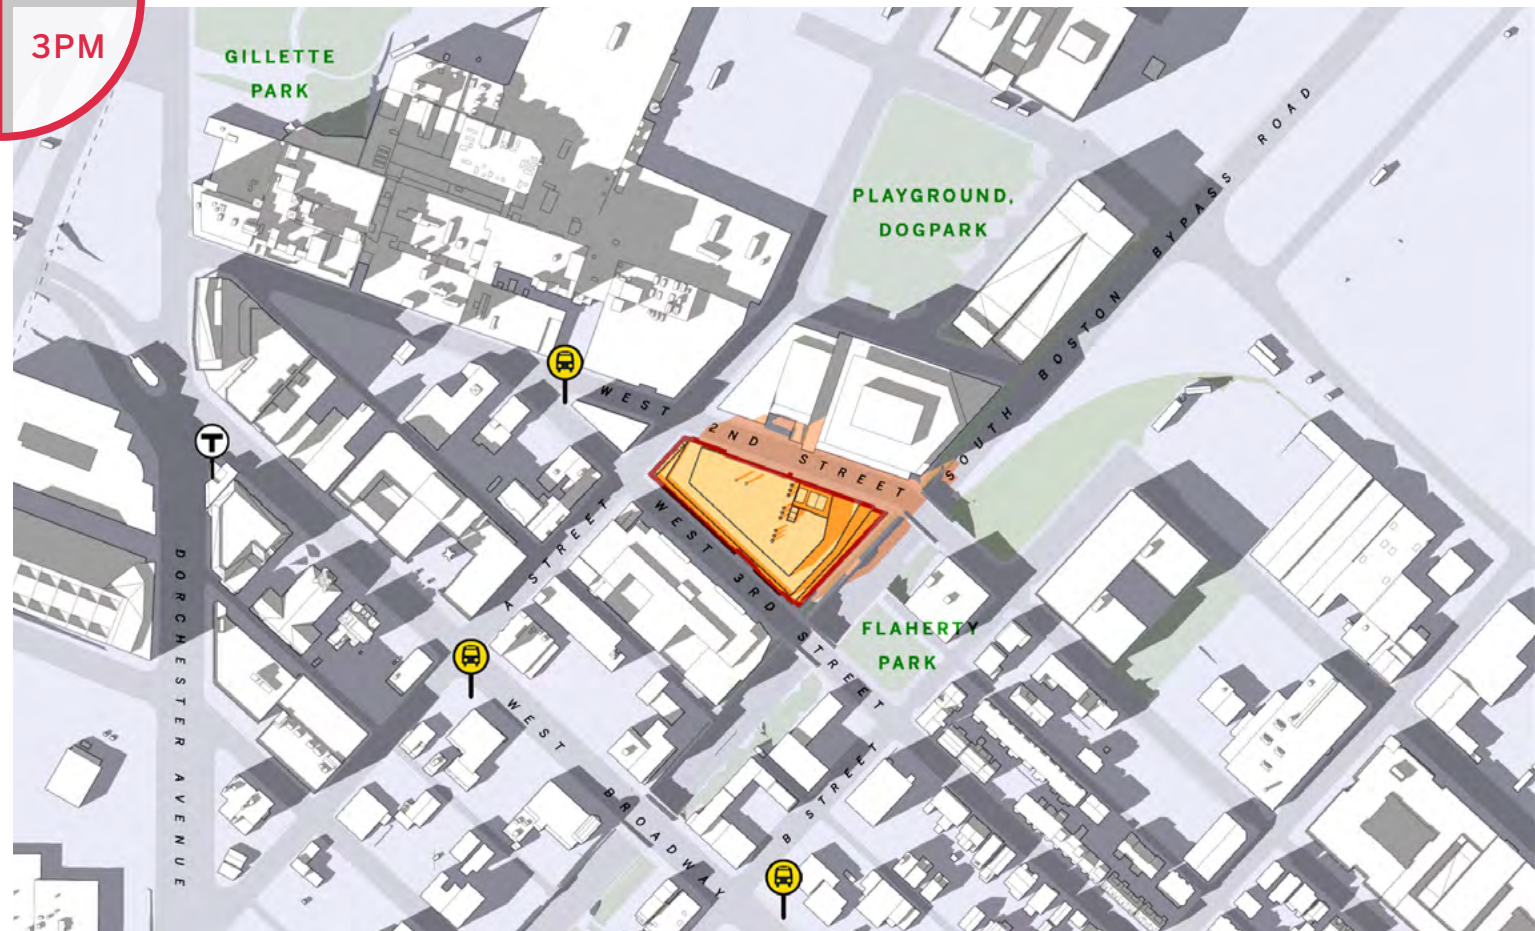 3PM
GILLETTE
PARK
PLAYGROUND,
DOGPARK
SOUTH BOSTON BYPASS ROAD
WEST 2ND STREET
T
WEST 3RD STREET
A STREET
DORCHESTER AVENUE
FLAHERTY
PARK
WEST BROADWAY
B STREET